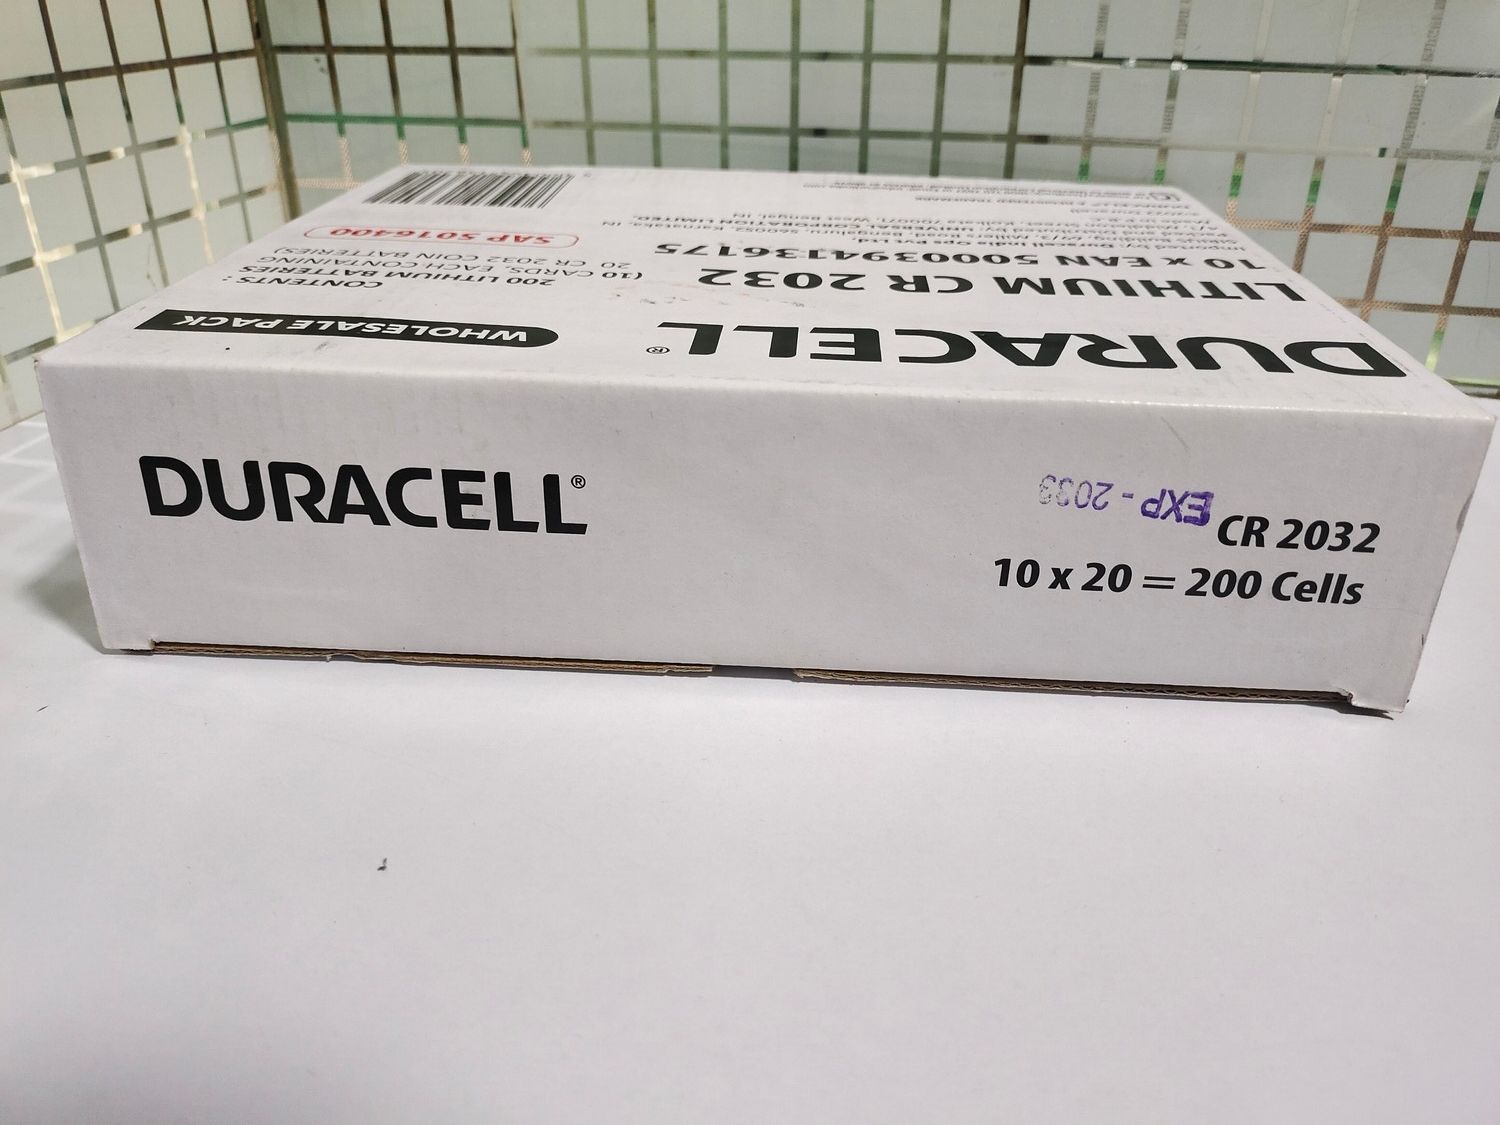 DURACELL®
EXP - 2033
CR 2032
10 x 20 = 200 Cells
DURACELL®
LITHIUM CR 2032
10 x EAN 5000394136175
WHOLESALE PACK
CONTENTS :
200 LITHIUM BATTERIES
(10 CARDS, EACH CONTAINING
20 CR 2032 COIN BATTERIES)
SAP 5016400